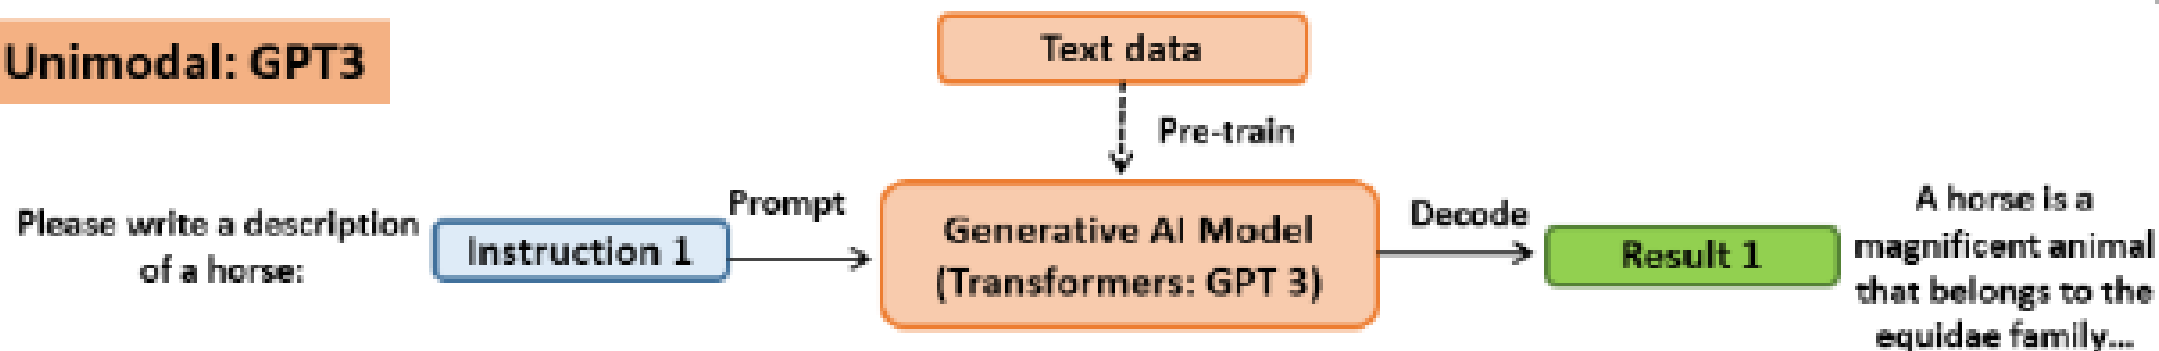 Unimodal: GPT3
Text data
Pre-train
Please write a description
of a horse:
Instruction 1
Prompt
Generative AI Model
(Transformers: GPT 3)
Decode
Result 1
A horse is a
magnificent animal
that belongs to the
equidae family...